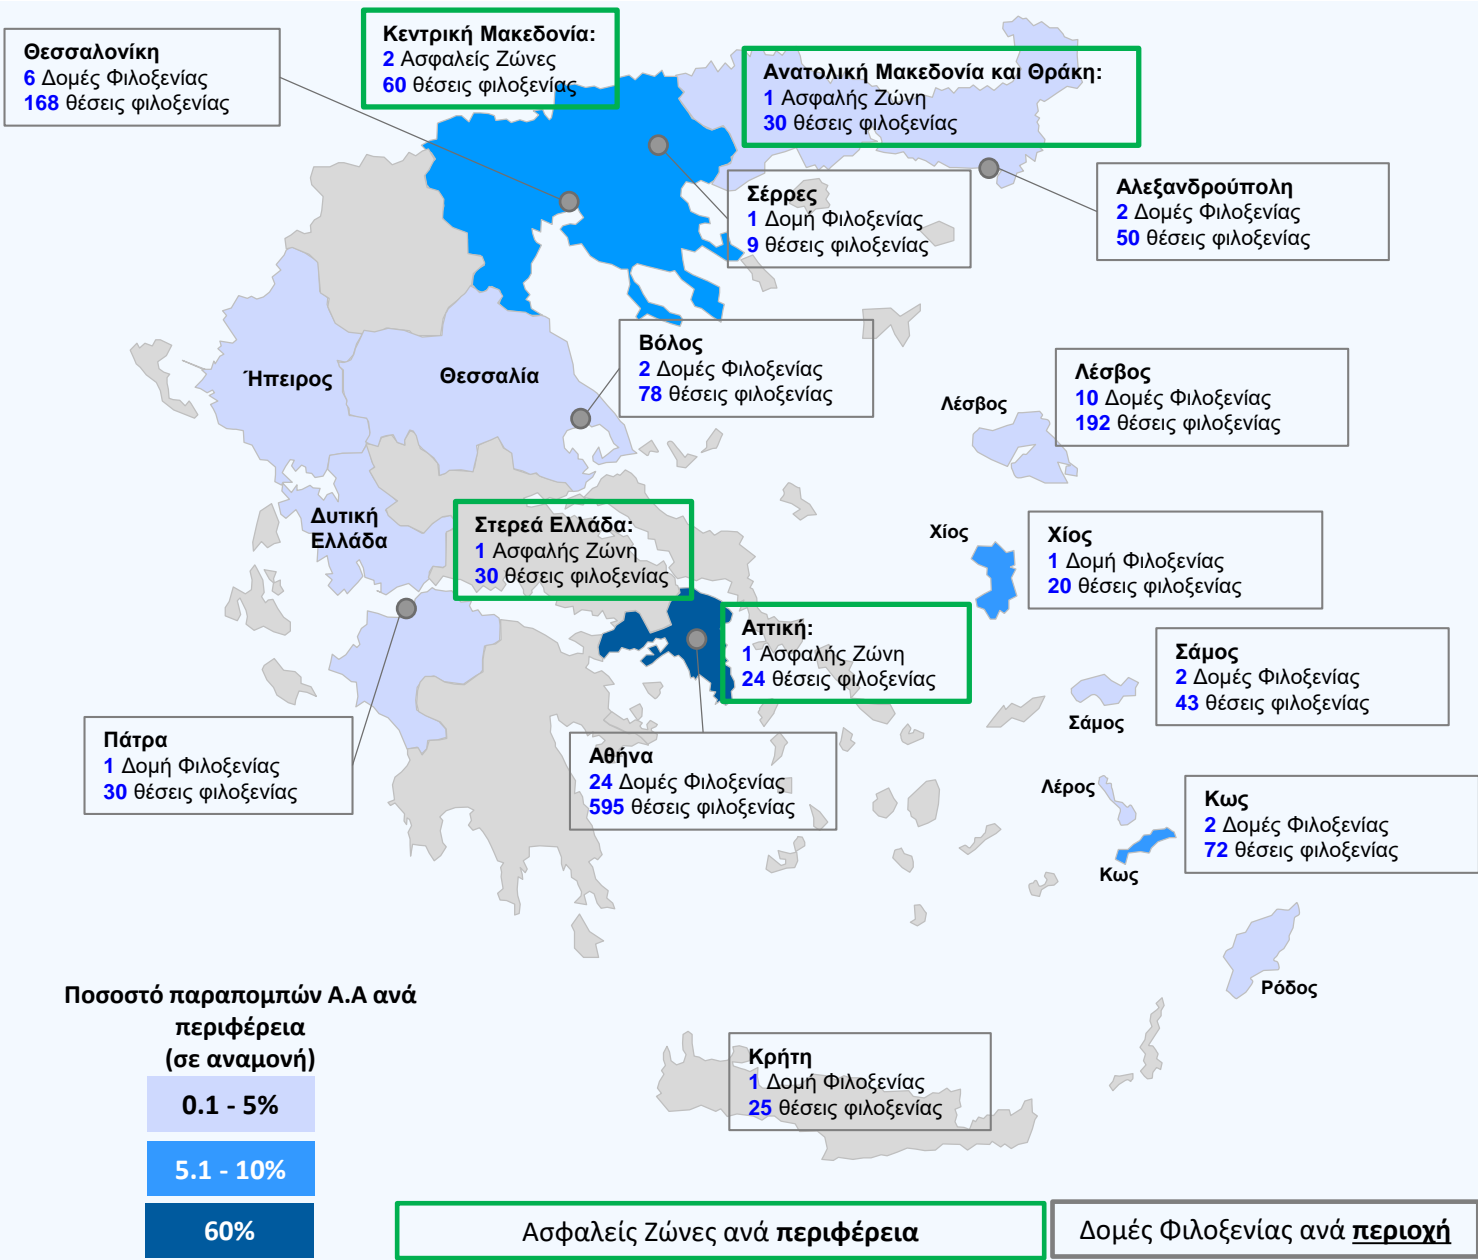 Θεσσαλονίκη
6 Δομές Φιλοξενίας
168 θέσεις φιλοξενίας
Κεντρική Μακεδονία:
2 Ασφαλείς Ζώνες
60 θέσεις φιλοξενίας
Ανατολική Μακεδονία και Θράκη:
1 Ασφαλής Ζώνη
30 θέσεις φιλοξενίας
Σέρρες
1 Δομή Φιλοξενίας
9 θέσεις φιλοξενίας
Αλεξανδρούπολη
2 Δομές Φιλοξενίας
50 θέσεις φιλοξενίας
Βόλος
2 Δομές Φιλοξενίας
78 θέσεις φιλοξενίας
Ήπειρος
Θεσσαλία
Λέσβος
Λέσβος
10 Δομές Φιλοξενίας
192 θέσεις φιλοξενίας
Δυτική
Ελλάδα
Στερεά Ελλάδα:
1 Ασφαλής Ζώνη
30 θέσεις φιλοξενίας
Χίος
Χίος
1 Δομή Φιλοξενίας
20 θέσεις φιλοξενίας
Αττική:
1 Ασφαλής Ζώνη
24 θέσεις φιλοξενίας
Σάμος
Σάμος
2 Δομές Φιλοξενίας
43 θέσεις φιλοξενίας
Πάτρα
1 Δομή Φιλοξενίας
30 θέσεις φιλοξενίας
Αθήνα
24 Δομές Φιλοξενίας
595 θέσεις φιλοξενίας
Λέρος
Κως
Κως
2 Δομές Φιλοξενίας
72 θέσεις φιλοξενίας
Ρόδος
Ποσοστό παραπομπών Α.Α ανά
περιφέρεια
(σε αναμονή)
0.1 - 5%
5.1 - 10%
60%
Κρήτη
1 Δομή Φιλοξενίας
25 θέσεις φιλοξενίας
Ασφαλείς Ζώνες ανά περιφέρεια
Δομές Φιλοξενίας ανά περιοχή